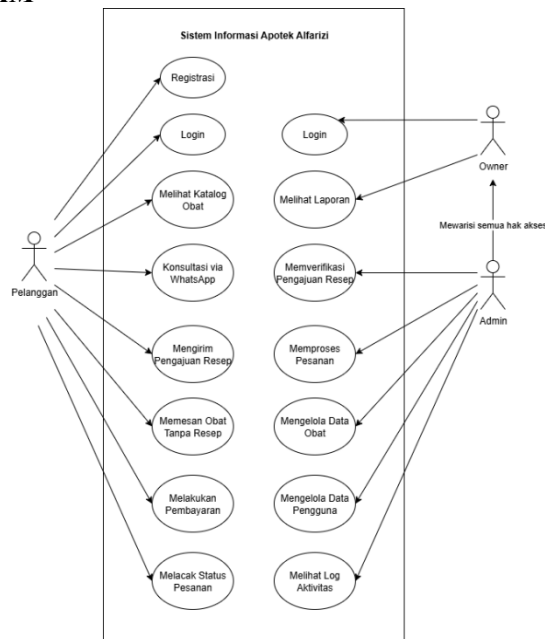 Sistem Informasi Apotek Alfarizi
Registrasi
Login
Melihat Katalog
Obat
Konsultasi via
WhatsApp
Mengirim
Pengajuan Resep
Memesan Obat
Tanpa Resep
Melakukan
Pembayaran
Melacak Status
Pesanan
Pelanggan
Login
Melihat Laporan
Memverifikasi
Pengajuan Resep
Memproses
Pesanan
Mengelola Data
Obat
Mengelola Data
Pengguna
Melihat Log
Aktivitas
Owner
Mewarisi semua hak akses
Admin